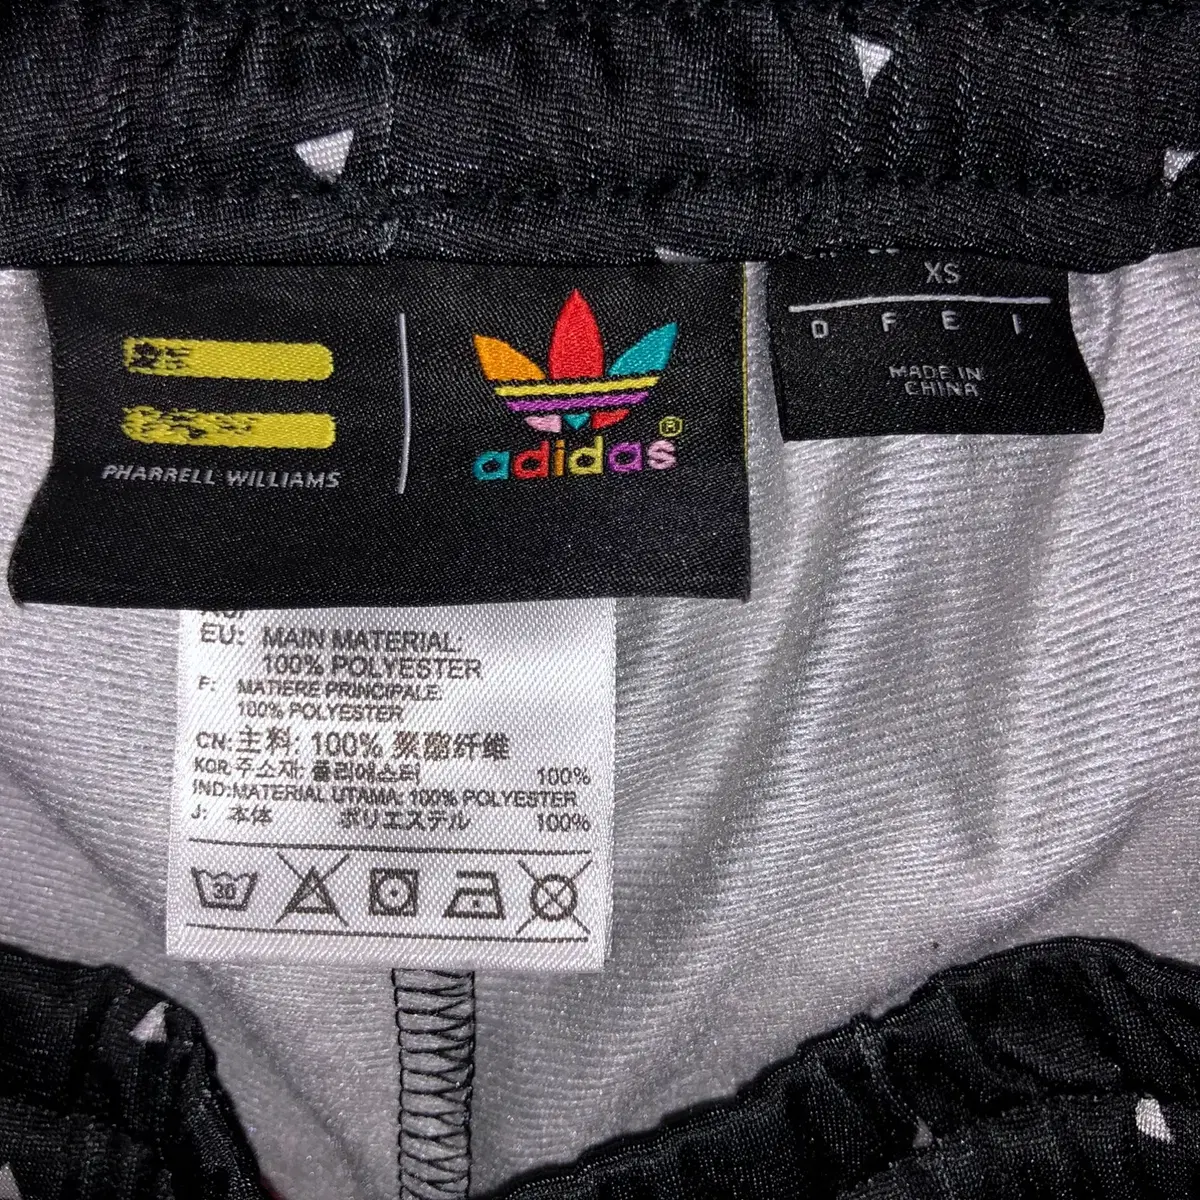 PHARRELL WILLIAMS
adidas®
XS
D F E I
MADE IN
CHINA
EU: MAIN MATERIAL:
100% POLYESTER
F: MATIERE PRINCIPALE:
100% POLYESTER
CN: 主料: 100% 聚酯纤维
KOR: 주소재: 폴리에스터 100%
IND: MATERIAL UTAMA: 100% POLYESTER
J: 本体 ポリエステル 100%
30